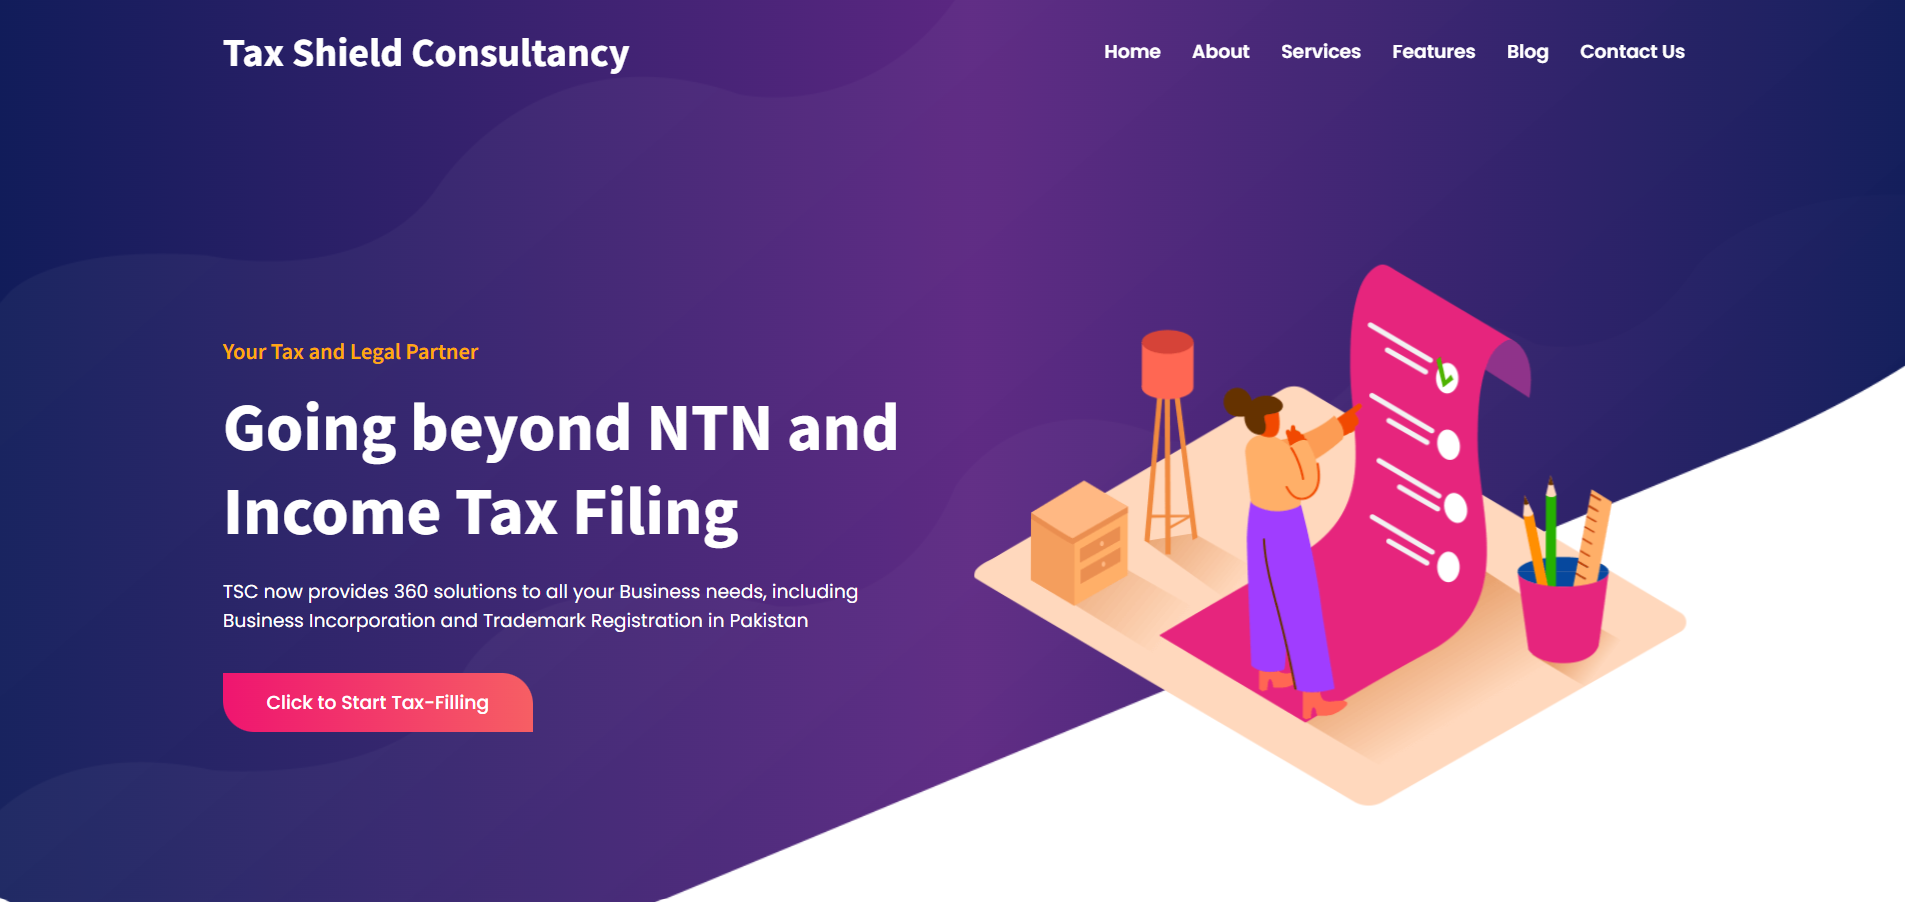 Tax Shield Consultancy
Home About Services Features Blog Contact Us
Your Tax and Legal Partner
Going beyond NTN and
Income Tax Filing
TSC now provides 360 solutions to all your Business needs, including
Business Incorporation and Trademark Registration in Pakistan
Click to Start Tax-Filling